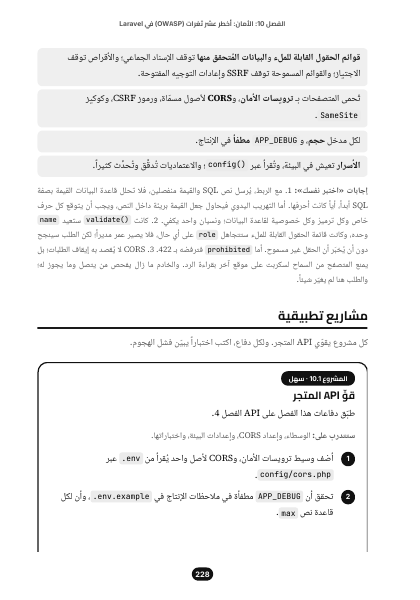 الفصل 10: الأمان: أخطر عشر ثغرات (OWASP) في Laravel
قوائم الحقول القابلة للملء والبيانات المُتحقق منها توقف الإسناد الجماعي؛ والأقراص توقف
الاجتياز؛ والقوائم المسموحة توقف SSRF وإعادات التوجيه المفتوحة.
تُحمى المتصفحات بـ ترويسات الأمان، وCORS لأصول مسمّاة، ورموز CSRF، وكوكيز
SameSite .
لكل مدخل حجم، و APP_DEBUG مطفأ في الإنتاج.
الأسرار تعيش في البيئة، وتُقرأ عبر config() ؛ والاعتماديات تُدقَّق وتُحدَّث كثيراً.
إجابات «اختبر نفسك»: 1. مع الربط، يُرسل نص SQL والقيمة منفصلين، فلا تحلل قاعدة البيانات القيمة بصفة
SQL أبداً، أياً كانت أحرفها. أما التهريب اليدوي فيحاول جعل القيمة بريئة داخل النص، ويجب أن يتوقع كل حرف
خاص وكل ترميز وكل خصوصية لقاعدة البيانات؛ ونسيان واحد يكفي. 2. كانت validate() ستعيد name
وحده، وكانت قائمة الحقول القابلة للملء ستتجاهل role على أي حال، فلا يصير عمر مديراً؛ لكن الطلب سينجح
دون أن يُخبَر أن الحقل غير مسموح. أما prohibited فترفضه بـ 422. 3. CORS لا يُقصد به إيقاف الطلبات؛ بل
يمنع المتصفح من السماح لسكربت على موقع آخر بقراءة الرد. والخادم ما زال يفحص من يتصل وما يجوز له؛
والطلب هنا لم يغيّر شيئاً.
مشاريع تطبيقية
كل مشروع يقوّي API المتجر. ولكل دفاع، اكتب اختباراً يبيّن فشل الهجوم.
المشروع 10.1 · سهل
قوِّ API المتجر
طبّق دفاعات هذا الفصل على API الفصل 4.
ستتدرب على: الوسطاء، وإعداد CORS، وإعدادات البيئة، واختباراتها.
1 أضف وسيط ترويسات الأمان، وCORS لأصل واحد يُقرأ من .env عبر
config/cors.php .
2 تحقق أن APP_DEBUG مطفأة في ملاحظات الإنتاج في .env.example ، وأن لكل
قاعدة نص max .
228